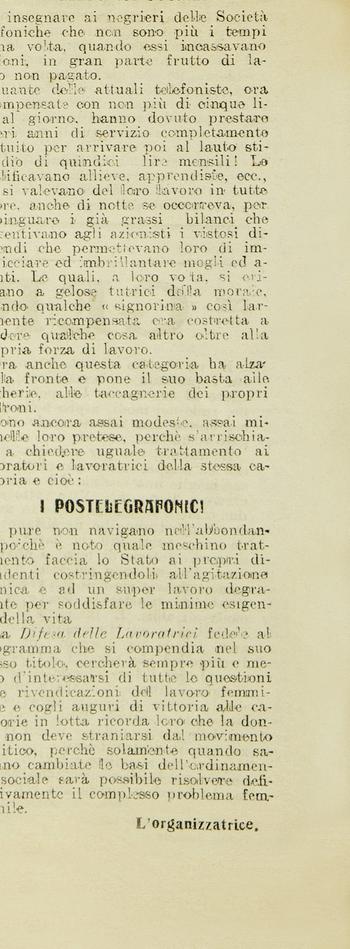 insegnare ai negrieri delle Società
foniche che non sono più i tempi
na volta, quando essi incassavano
oni, in gran parte frutto di la-
o non pagato.
uante delle attuali telefoniste, ora
mpensate con non più di cinque li-
al giorno, hanno dovuto prestare
eri anni di servizio completamente
tuito per arrivare poi al lauto sti-
dio di quindici lire mensili! Le
lificavano allieve, apprendiste, ecc.,
si valevano del loro lavoro in tutte
ore, anche di notte se occorreva, per
pinguare i già grassi bilanci che
entivano agli azionisti i vistosi di-
endi che permettevano loro di im-
icciare ed imbrillantare mogli ed a-
nti. Le quali, a loro volta, si eri-
ano a gelose tutrici della morale,
ndo qualche « signorina » così lar-
mente ricompensata era costretta a
dere qualche cosa altro oltre alla
pria forza di lavoro.
ra anche questa categoria ha alza-
la fronte e pone il suo basta alle
herie, alle taccagnerie dei propri
roni.
ono ancora assai modeste, assai mi-
nelle loro pretese, perchè s'arrischia-
a chiedere uguale trattamento ai
oratori e lavoratrici della stessa ca-
oria e cioè:
I POSTELEGRAFONICI
pure non navigano nell'abbondan-
poichè è noto quale meschino trat-
mento faccia lo Stato ai propri di-
denti costringendoli all'agitazione
nica e ad un super lavoro degra-
nte per soddisfare le minime esigen-
della vita
a Difesa delle Lavoratrici fedele al
ogramma che si compendia nel suo
sso titolo, cercherà sempre più e me-
o d'interessarsi di tutte le questioni
e rivendicazioni del lavoro femmi-
e e cogli auguri di vittoria alle ca-
orie in lotta ricorda loro che la don-
non deve straniarsi dal movimento
itico, perchè solamente quando sa-
nno cambiate le basi dell'ordinamen-
sociale sarà possibile risolvere defi-
ivamente il complesso problema fem-
nile.
L'organizzatrice.